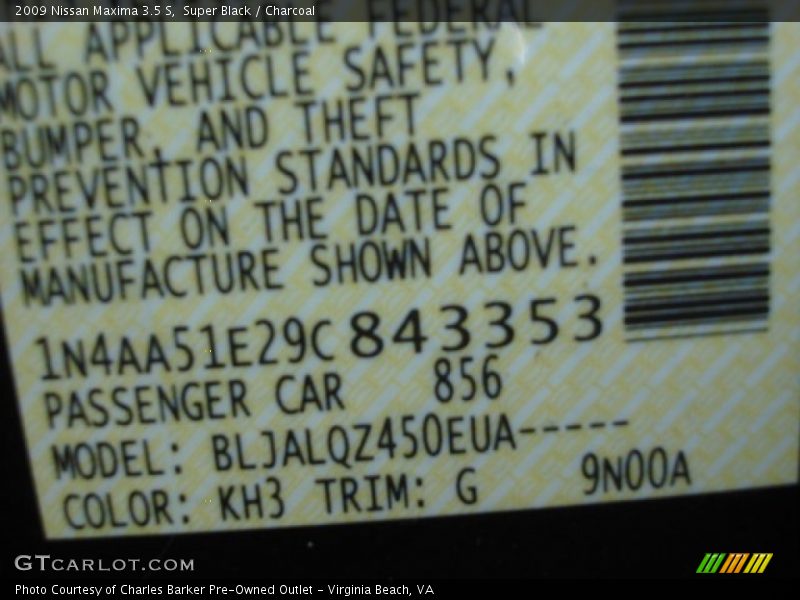 2009 Nissan Maxima 3.5 S,  Super Black / Charcoal
ALL APPLICABLE FEDERAL
MOTOR VEHICLE SAFETY,
BUMPER, AND THEFT
PREVENTION STANDARDS IN
EFFECT ON THE DATE OF
MANUFACTURE SHOWN ABOVE.
1N4AA51E29C843353
PASSENGER CAR 856
MODEL: BLJALQZ450EUA-----
COLOR: KH3 TRIM: G 9N00A
GTCARLOT.COM
Photo Courtesy of Charles Barker Pre-Owned Outlet - Virginia Beach, VA